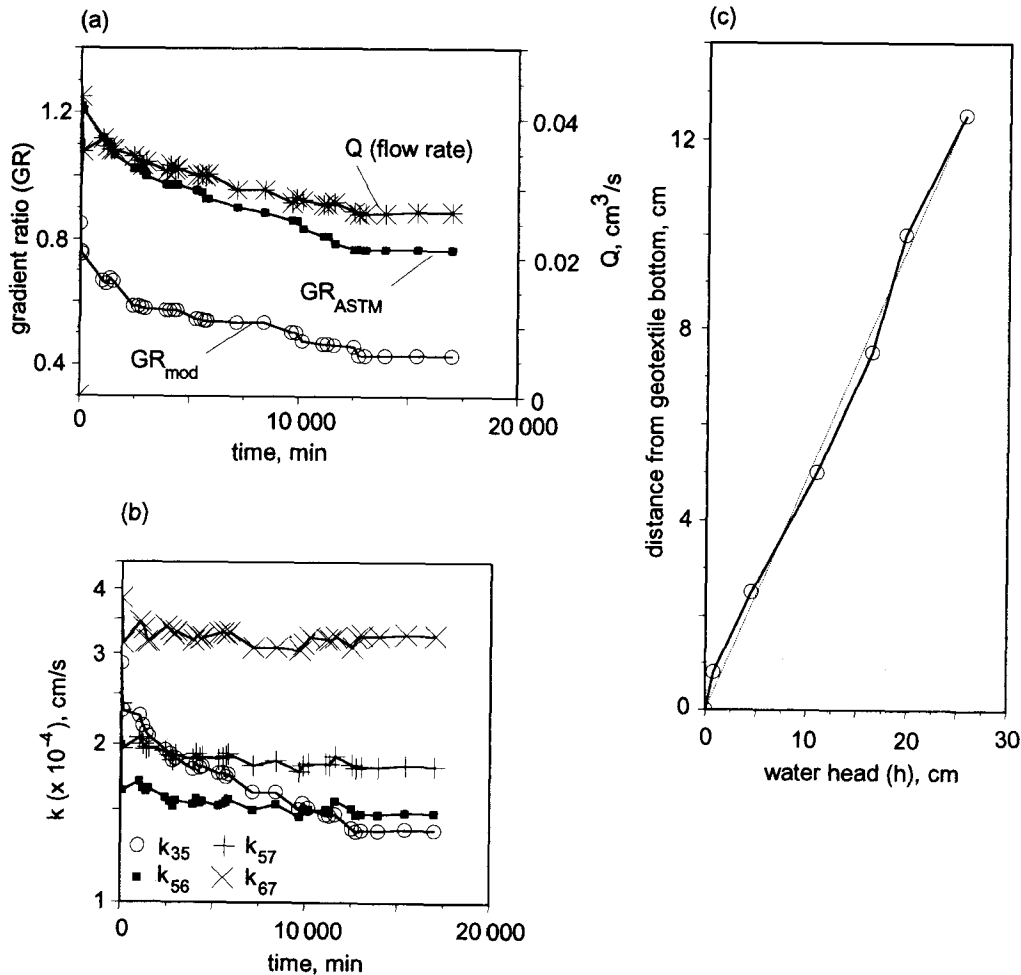 (a)
1.2
1.0
0.8
0.4
gradient ratio (GR)
Q (flow rate)
GR_ASTM
GR_mod
0.04
0.02
0
Q, cm³/s
0
10 000
20 000
time, min
(b)
4
3
2
1
k (x 10⁻⁴), cm/s
k₃₅
k₅₇
k₅₆
k₆₇
0
10 000
20 000
time, min
(c)
12
8
4
0
distance from geotextile bottom, cm
0
10
20
30
water head (h), cm